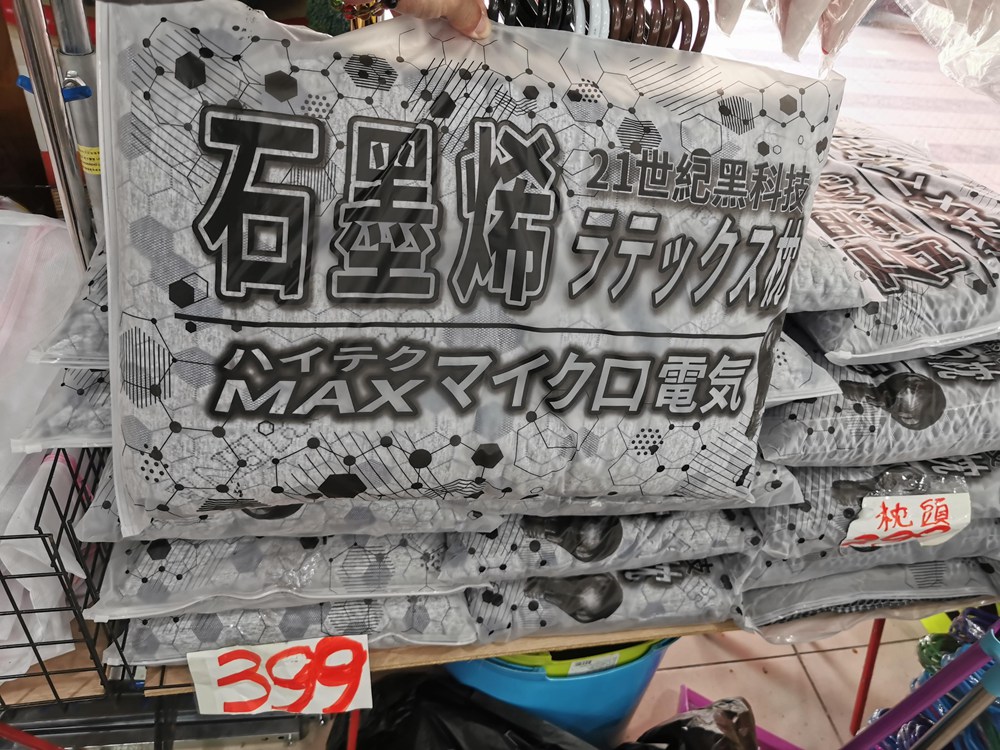 石墨烯
21世紀黑科技
ラテックス枕
ハイテク
MAXマイクロ電気
枕頭
399